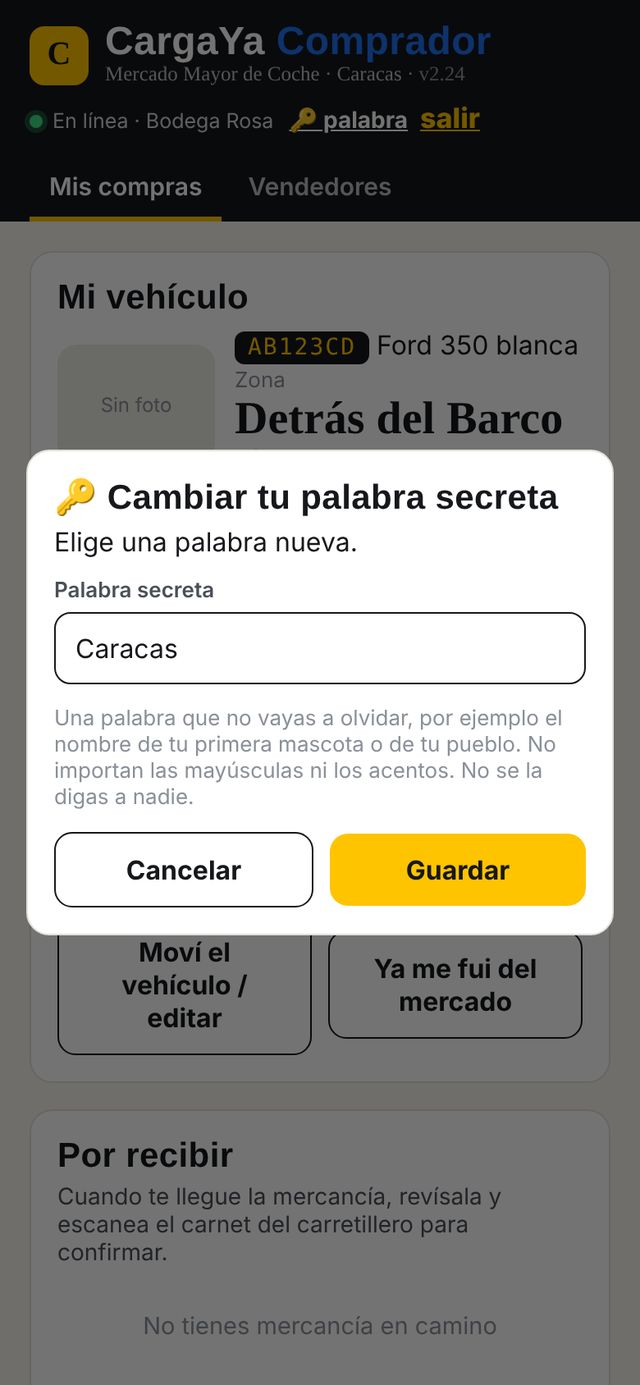 C
CargaYa Comprador
Mercado Mayor de Coche · Caracas · v2.24
En línea · Bodega Rosa 🔑 palabra salir
Mis compras Vendedores
Mi vehículo
AB123CD Ford 350 blanca
Sin foto
Zona
Detrás del Barco
🔑 Cambiar tu palabra secreta
Elige una palabra nueva.
Palabra secreta
Caracas
Una palabra que no vayas a olvidar, por ejemplo el
nombre de tu primera mascota o de tu pueblo. No
importan las mayúsculas ni los acentos. No se la
digas a nadie.
Cancelar Guardar
Moví el
vehículo /
editar
Ya me fui del
mercado
Por recibir
Cuando te llegue la mercancía, revísala y
escanea el carnet del carretillero para
confirmar.
No tienes mercancía en camino